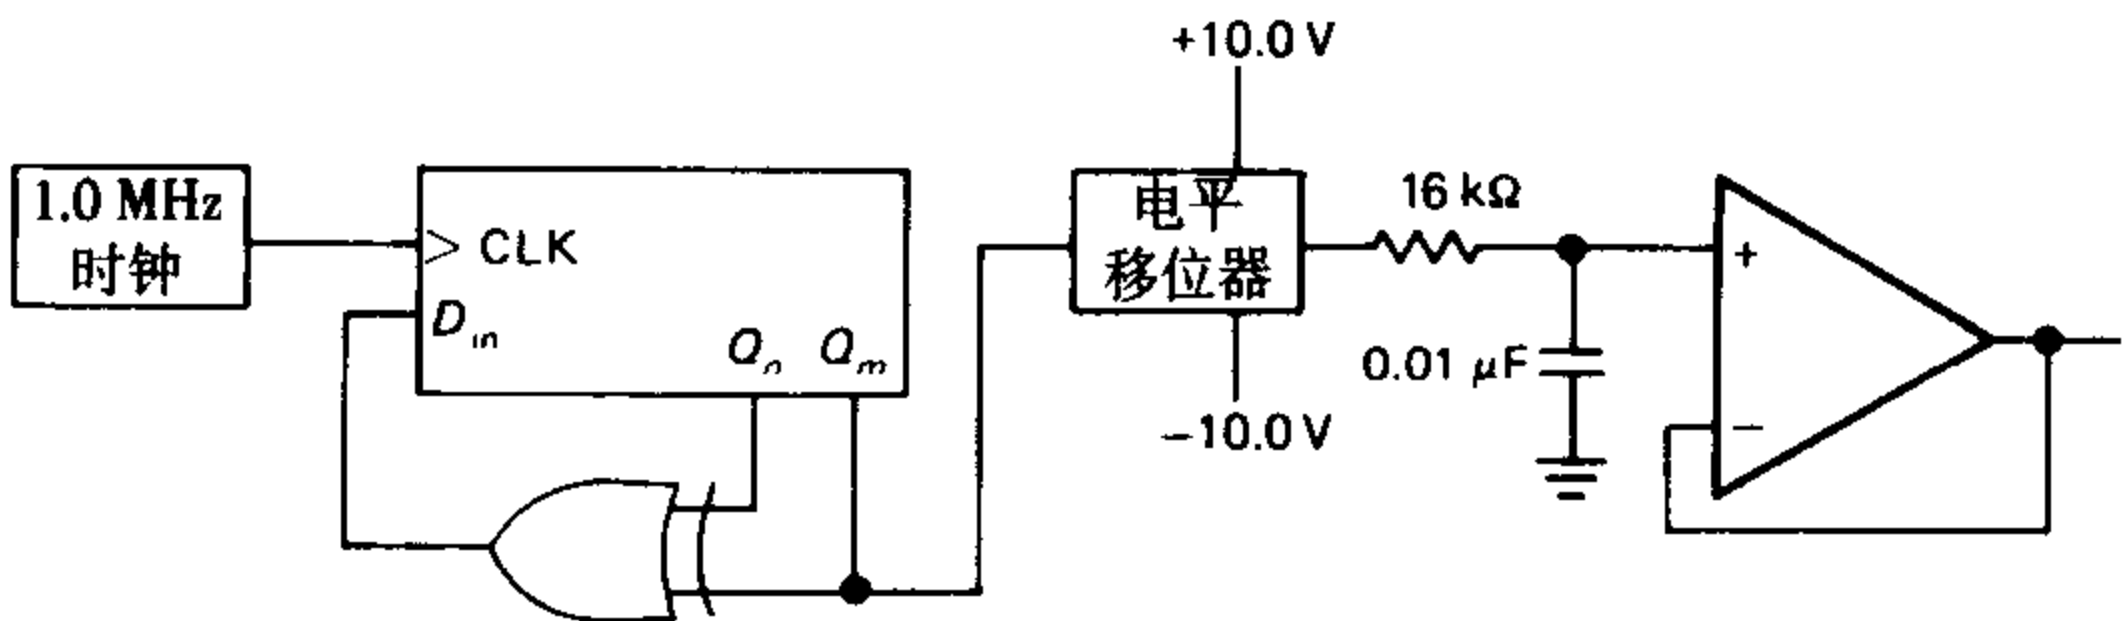 +10.0 V
1.0 MHz
时钟
CLK
D_in
Q_n
Q_m
电平
移位器
16 kΩ
0.01 μF
−10.0 V
+
−